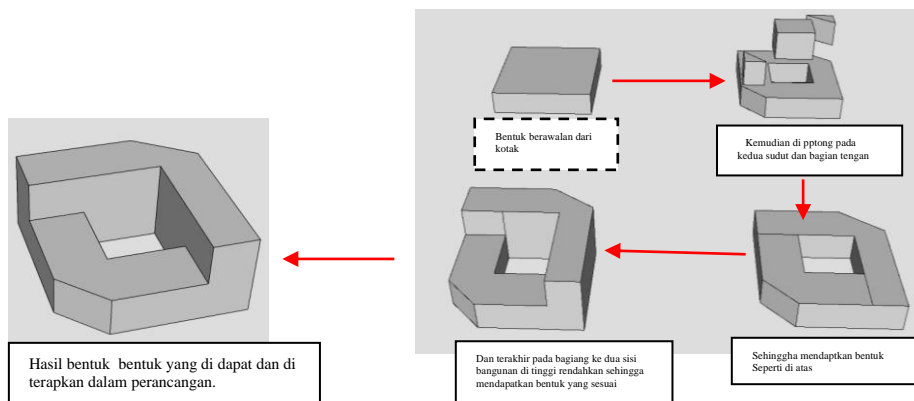 Bentuk berawalan dari
kotak
Kemudian di pptong pada
kedua sudut dan bagian tengan
Sehinggha mendaptkan bentuk
Seperti di atas
Dan terakhir pada bagiang ke dua sisi
bangunan di tinggi rendahkan sehingga
mendapatkan bentuk yang sesuai
Hasil bentuk bentuk yang di dapat dan di
terapkan dalam perancangan.